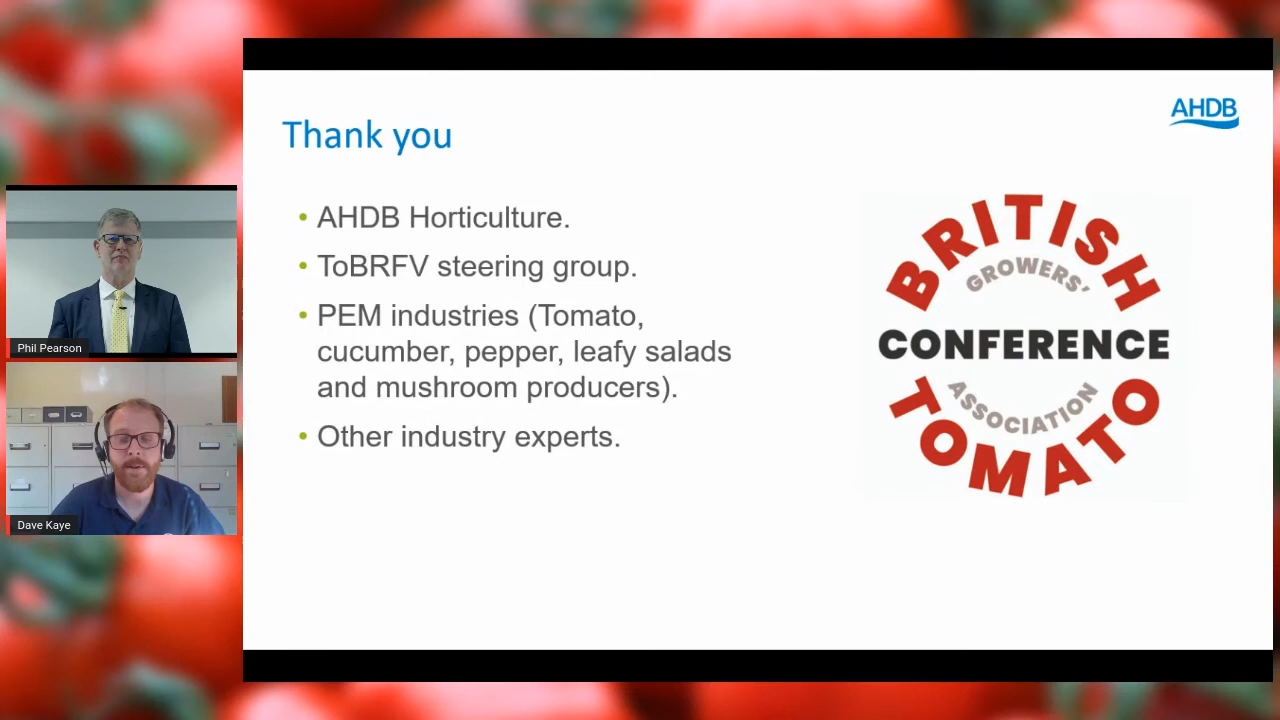 Thank you
AHDB
• AHDB Horticulture.
• ToBRFV steering group.
• PEM industries (Tomato,
cucumber, pepper, leafy salads
and mushroom producers).
• Other industry experts.
BRITISH
GROWERS’
CONFERENCE
ASSOCIATION
TOMATO
Phil Pearson
Dave Kaye